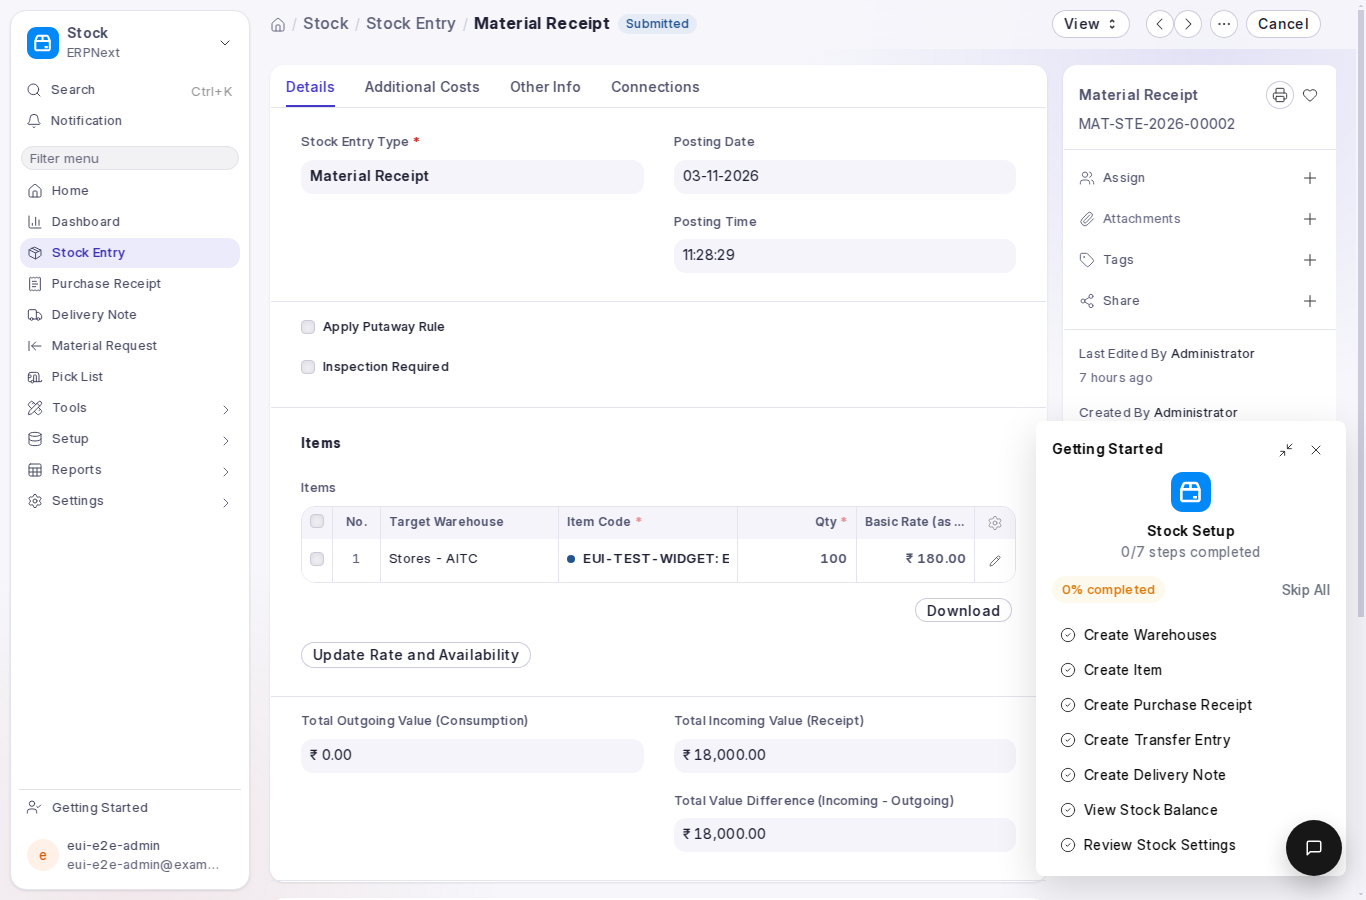 Stock
ERPNext
Search Ctrl+K
Notification
Filter menu
Home
Dashboard
Stock Entry
Purchase Receipt
Delivery Note
Material Request
Pick List
Tools
Setup
Reports
Settings
Getting Started
e
eui-e2e-admin
eui-e2e-admin@exam...
/ Stock / Stock Entry / Material Receipt Submitted
View
Cancel
Details Additional Costs Other Info Connections
Stock Entry Type *
Material Receipt
Posting Date
03-11-2026
Posting Time
11:28:29
Apply Putaway Rule
Inspection Required
Items
Items
No. Target Warehouse Item Code * Qty * Basic Rate (as ...
1 Stores - AITC EUI-TEST-WIDGET: E 100 ₹ 180.00
Download
Update Rate and Availability
Total Outgoing Value (Consumption)
₹ 0.00
Total Incoming Value (Receipt)
₹ 18,000.00
Total Value Difference (Incoming - Outgoing)
₹ 18,000.00
Material Receipt
MAT-STE-2026-00002
Assign
Attachments
Tags
Share
Last Edited By Administrator
7 hours ago
Created By Administrator
Getting Started
Stock Setup
0/7 steps completed
0% completed Skip All
Create Warehouses
Create Item
Create Purchase Receipt
Create Transfer Entry
Create Delivery Note
View Stock Balance
Review Stock Settings